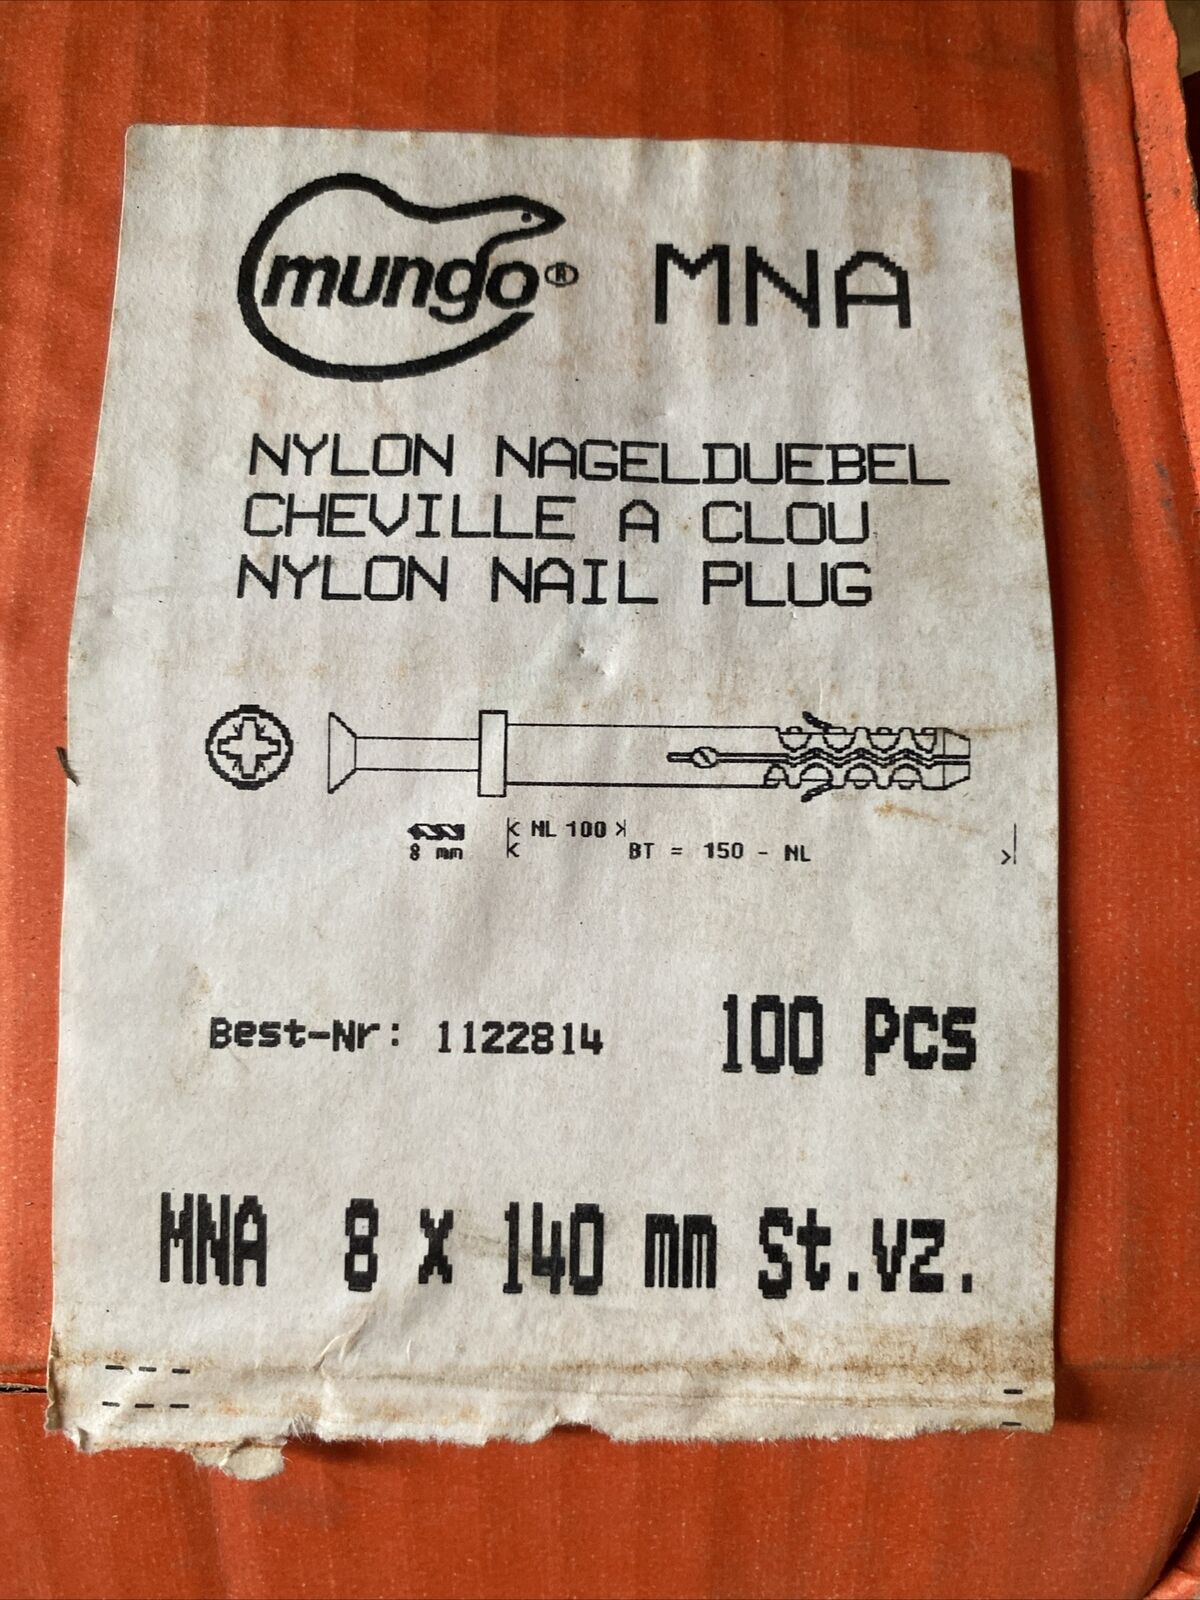 mungo® MNA
NYLON NAGELDUEBEL
CHEVILLE A CLOU
NYLON NAIL PLUG
NL 100
8 mm BT = 150 - NL
Best-Nr: 1122814 100 Pcs
MNA 8 x 140 mm St.vz.